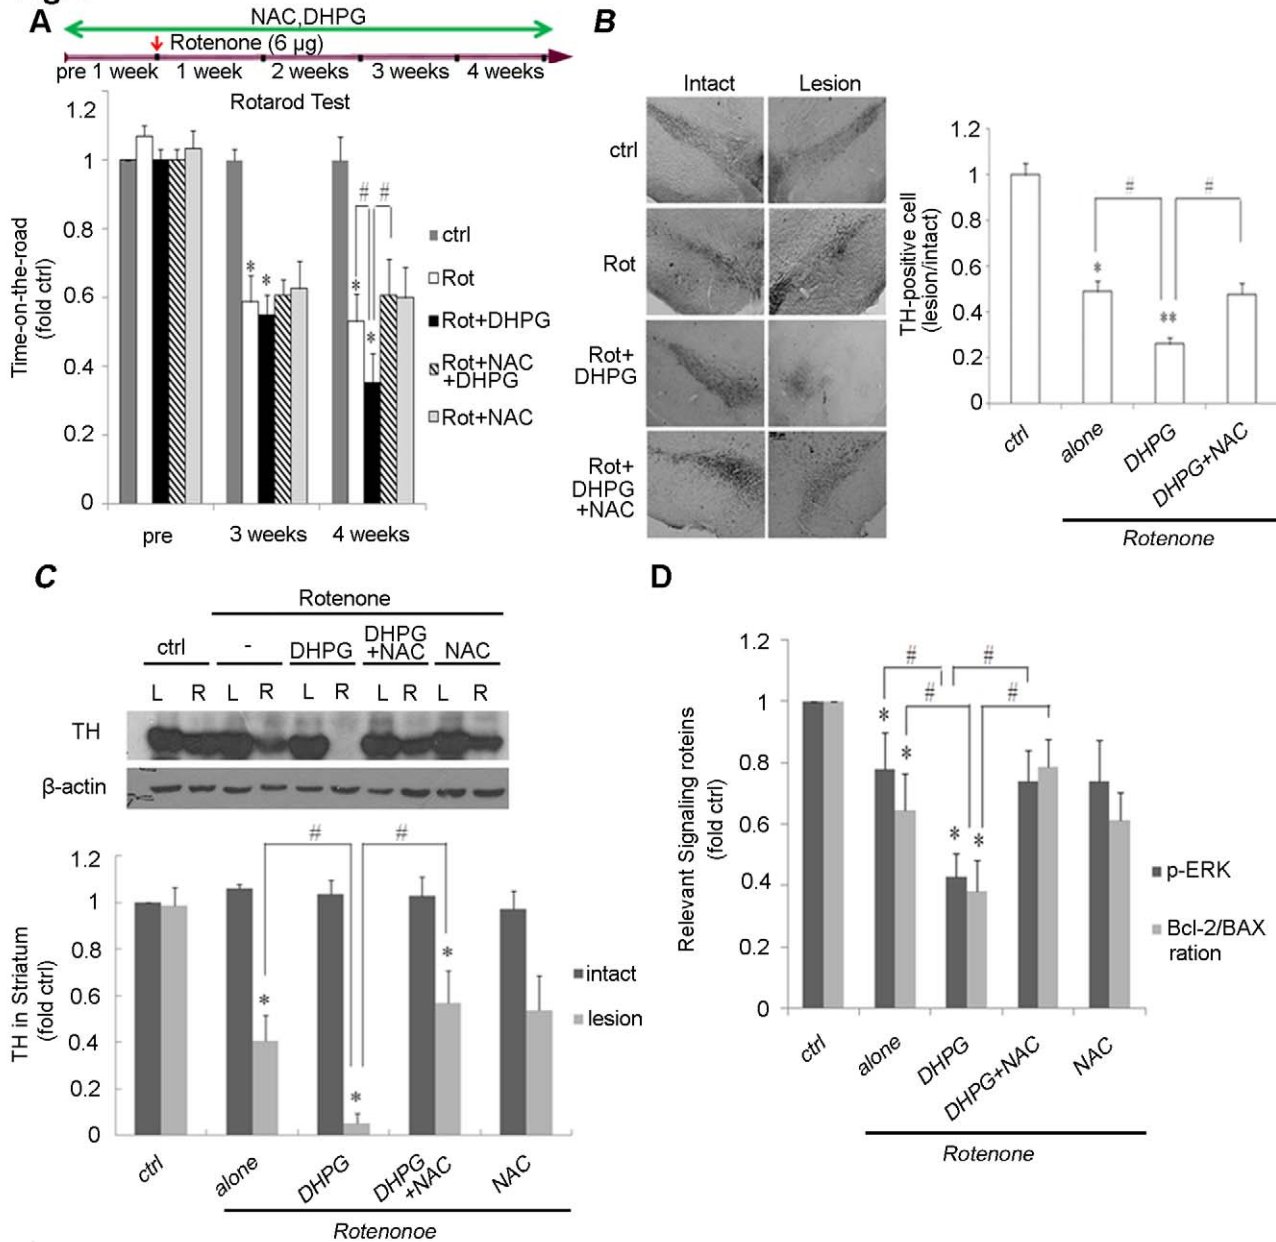 A
NAC,DHPG
Rotenone (6 µg)
pre 1 week 1 week 2 weeks 3 weeks 4 weeks
Rotarod Test
Time-on-the-road
(fold ctrl)
1.2
1
0.8
0.6
0.4
0.2
0
# #
* *
*
*
pre 3 weeks 4 weeks
ctrl
Rot
Rot+DHPG
Rot+NAC
+DHPG
Rot+NAC
B
Intact Lesion
ctrl
Rot
Rot+
DHPG
Rot+
DHPG
+NAC
TH-positive cell
(lesion/intact)
1.2
1
0.8
0.6
0.4
0.2
0
# #
*
**
ctrl
alone
DHPG
DHPG+NAC
Rotenone
C
Rotenone
ctrl - DHPG DHPG
+NAC NAC
L R L R L R L R L R
TH
β-actin
TH in Striatum
(fold ctrl)
1.2
1
0.8
0.6
0.4
0.2
0
# #
*
*
*
intact
lesion
ctrl
alone
DHPG
DHPG
+NAC
NAC
Rotenonoe
D
Relevant Signaling roteins
(fold ctrl)
1.2
1
0.8
0.6
0.4
0.2
0
# #
# #
* *
* *
p-ERK
Bcl-2/BAX
ration
ctrl
alone
DHPG
DHPG+NAC
NAC
Rotenone